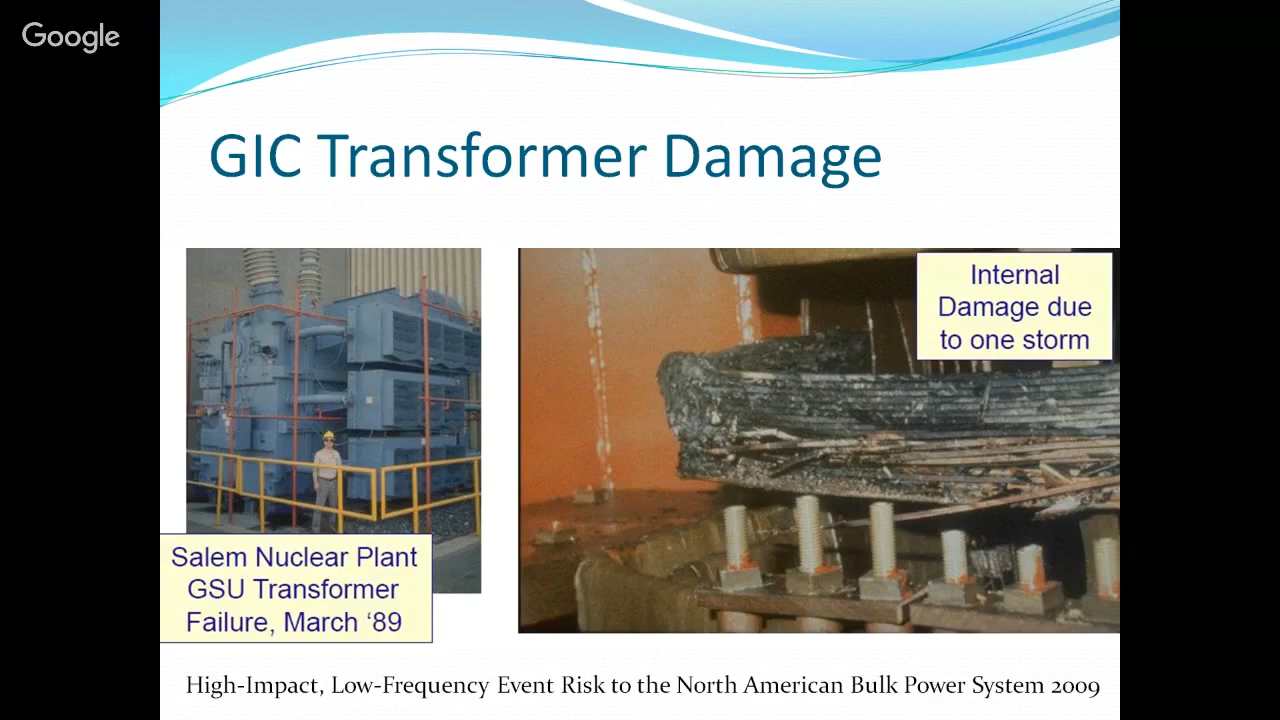 Google
GIC Transformer Damage
Internal
Damage due
to one storm
Salem Nuclear Plant
GSU Transformer
Failure, March ‘89
High-Impact, Low-Frequency Event Risk to the North American Bulk Power System 2009